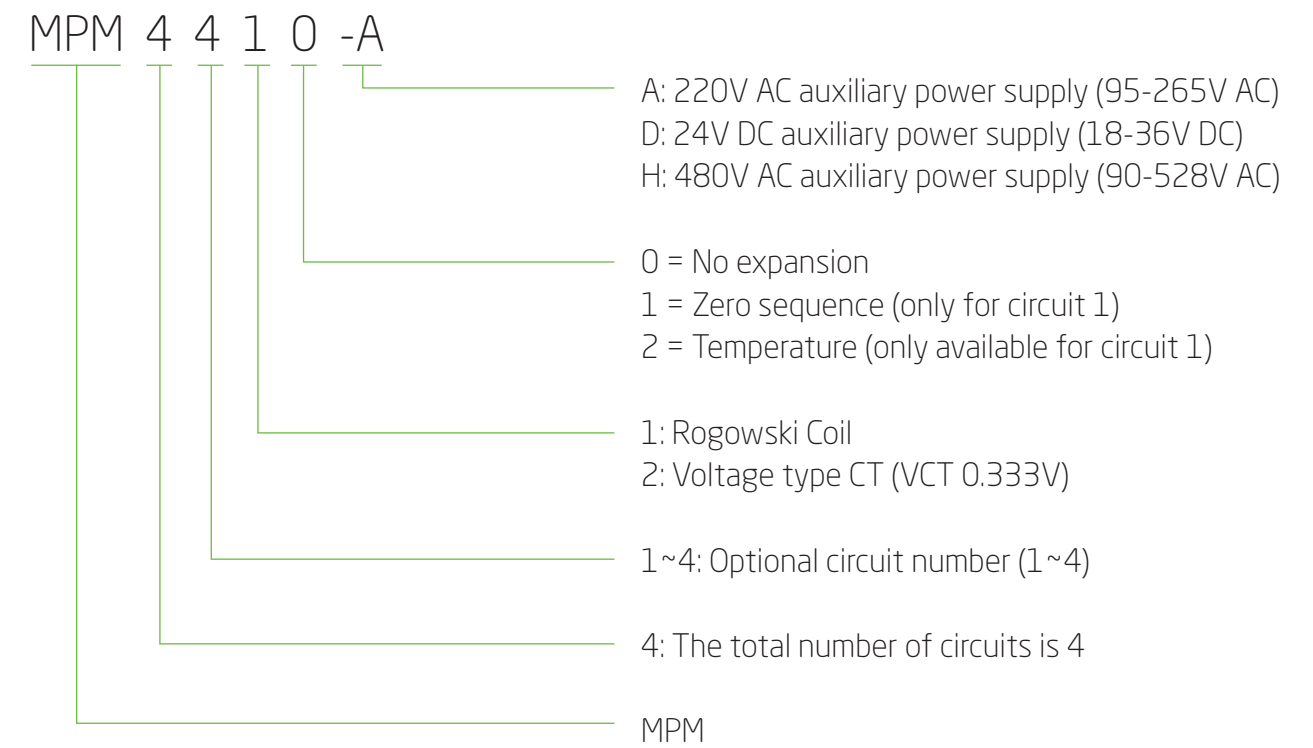 MPM 4 4 1 0 -A
A: 220V AC auxiliary power supply (95-265V AC)
D: 24V DC auxiliary power supply (18-36V DC)
H: 480V AC auxiliary power supply (90-528V AC)
0 = No expansion
1 = Zero sequence (only for circuit 1)
2 = Temperature (only available for circuit 1)
1: Rogowski Coil
2: Voltage type CT (VCT 0.333V)
1~4: Optional circuit number (1~4)
4: The total number of circuits is 4
MPM